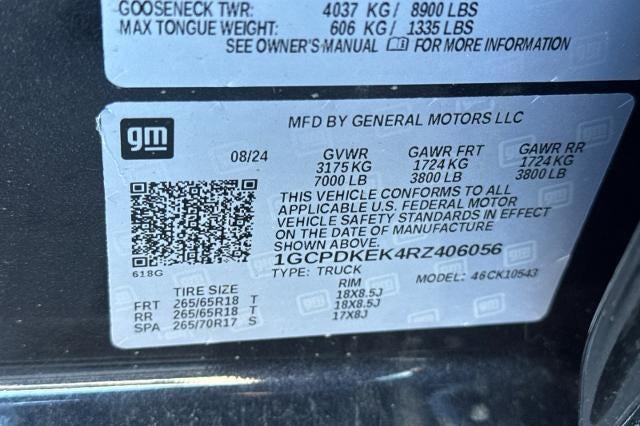 GOOSENECK TWR: 4037 KG/ 8900 LBS
MAX TONGUE WEIGHT: 606 KG/ 1335 LBS
SEE OWNER'S MANUAL FOR MORE INFORMATION
gm
MFD BY GENERAL MOTORS LLC
08/24 GVWR GAWR FRT GAWR RR
3175 KG 1724 KG 1724 KG
7000 LB 3800 LB 3800 LB
THIS VEHICLE CONFORMS TO ALL
APPLICABLE U.S. FEDERAL MOTOR
VEHICLE SAFETY STANDARDS IN EFFECT
ON THE DATE OF MANUFACTURE
SHOWN ABOVE.
1GCPDKEK4RZ406056
618G TYPE: TRUCK MODEL: 46CK10543
TIRE SIZE RIM
FRT 265/65R18 T 18X8.5J
RR 265/65R18 T 18X8.5J
SPA 265/70R17 S 17X8J